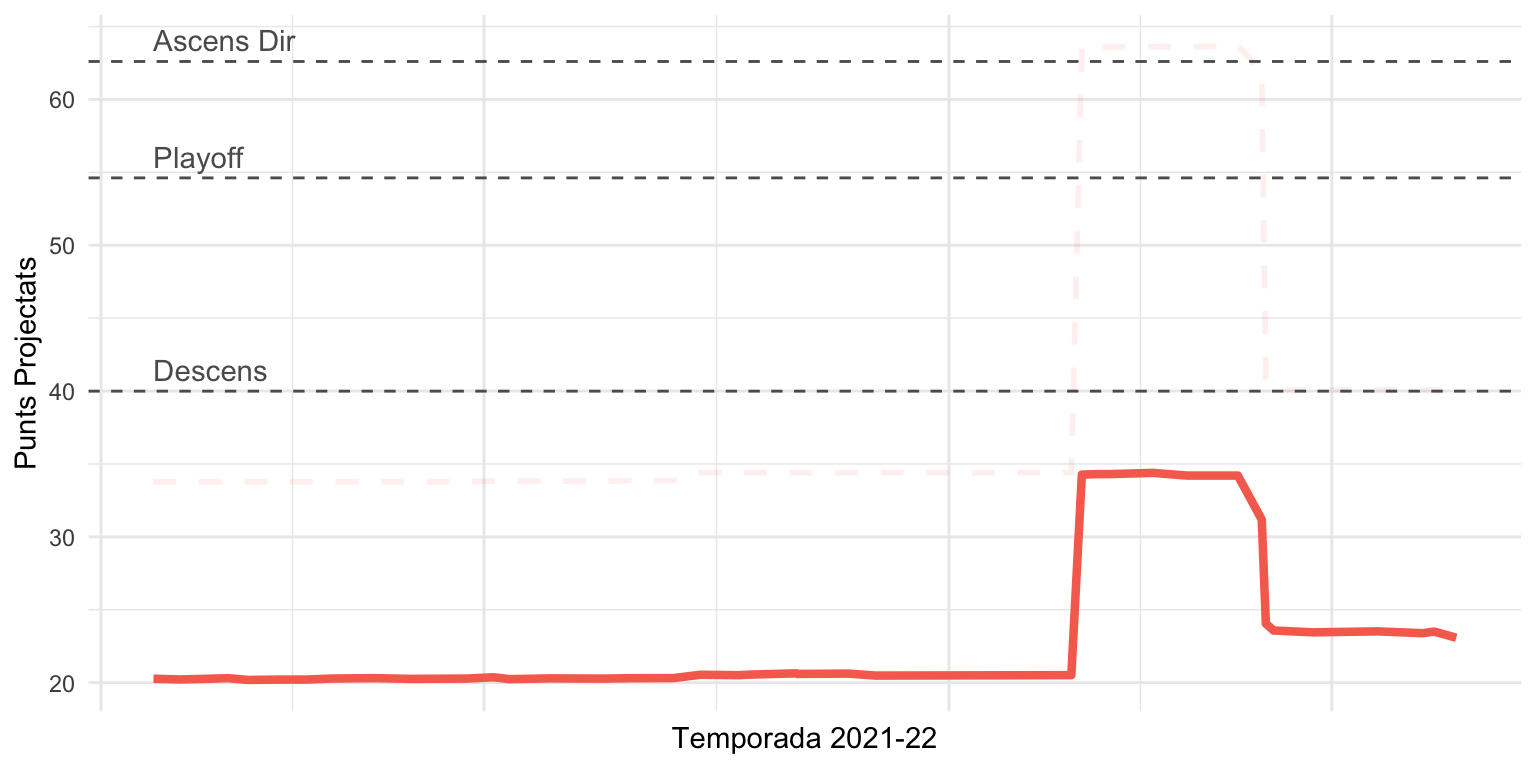 Ascens Dir
60
Playoff
50
Punts Projectats
Descens
40
30
20
Temporada 2021-22